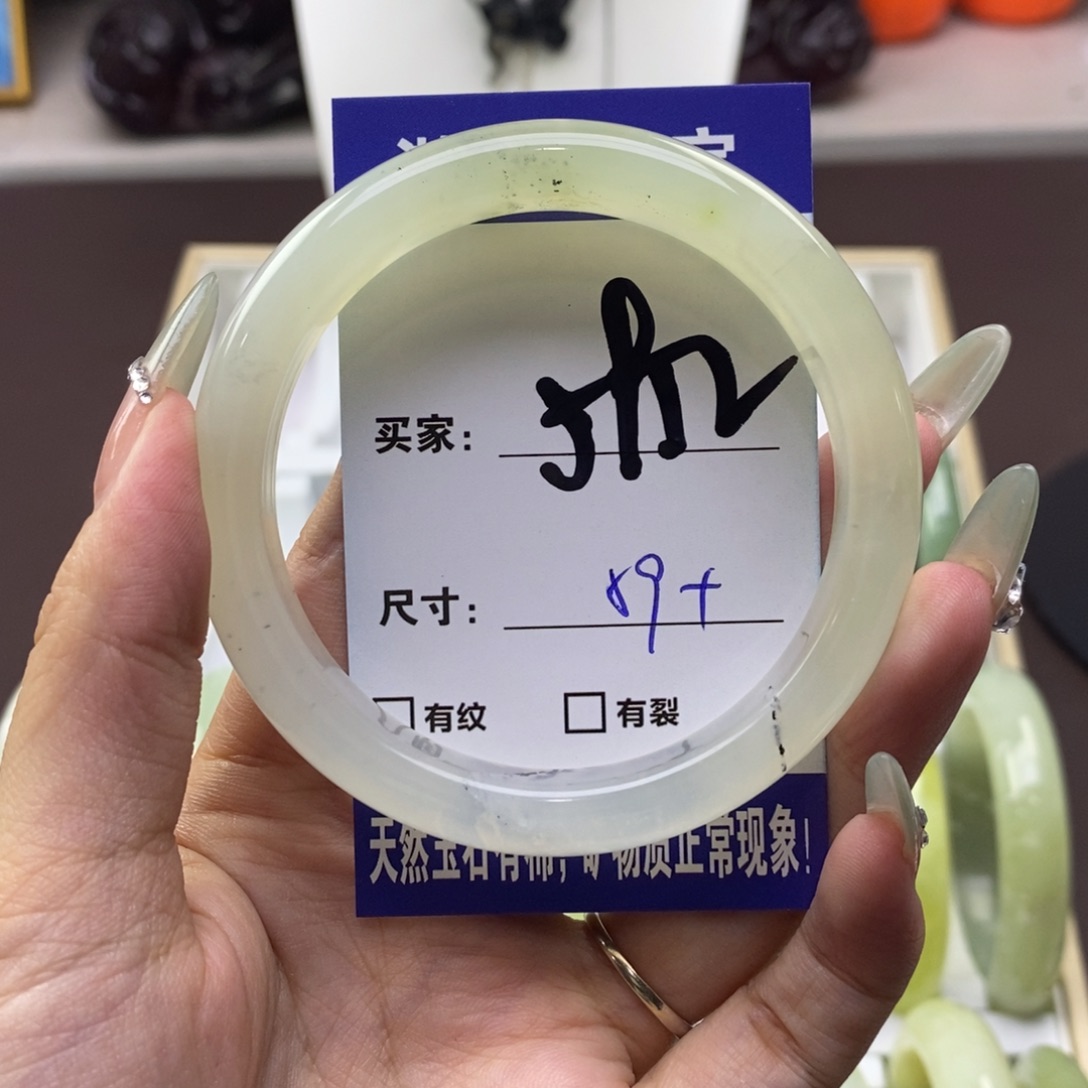 买家：
尺寸： 59+
□ 有纹 □ 有裂
天然玉石有棉，矿物质正常现象！